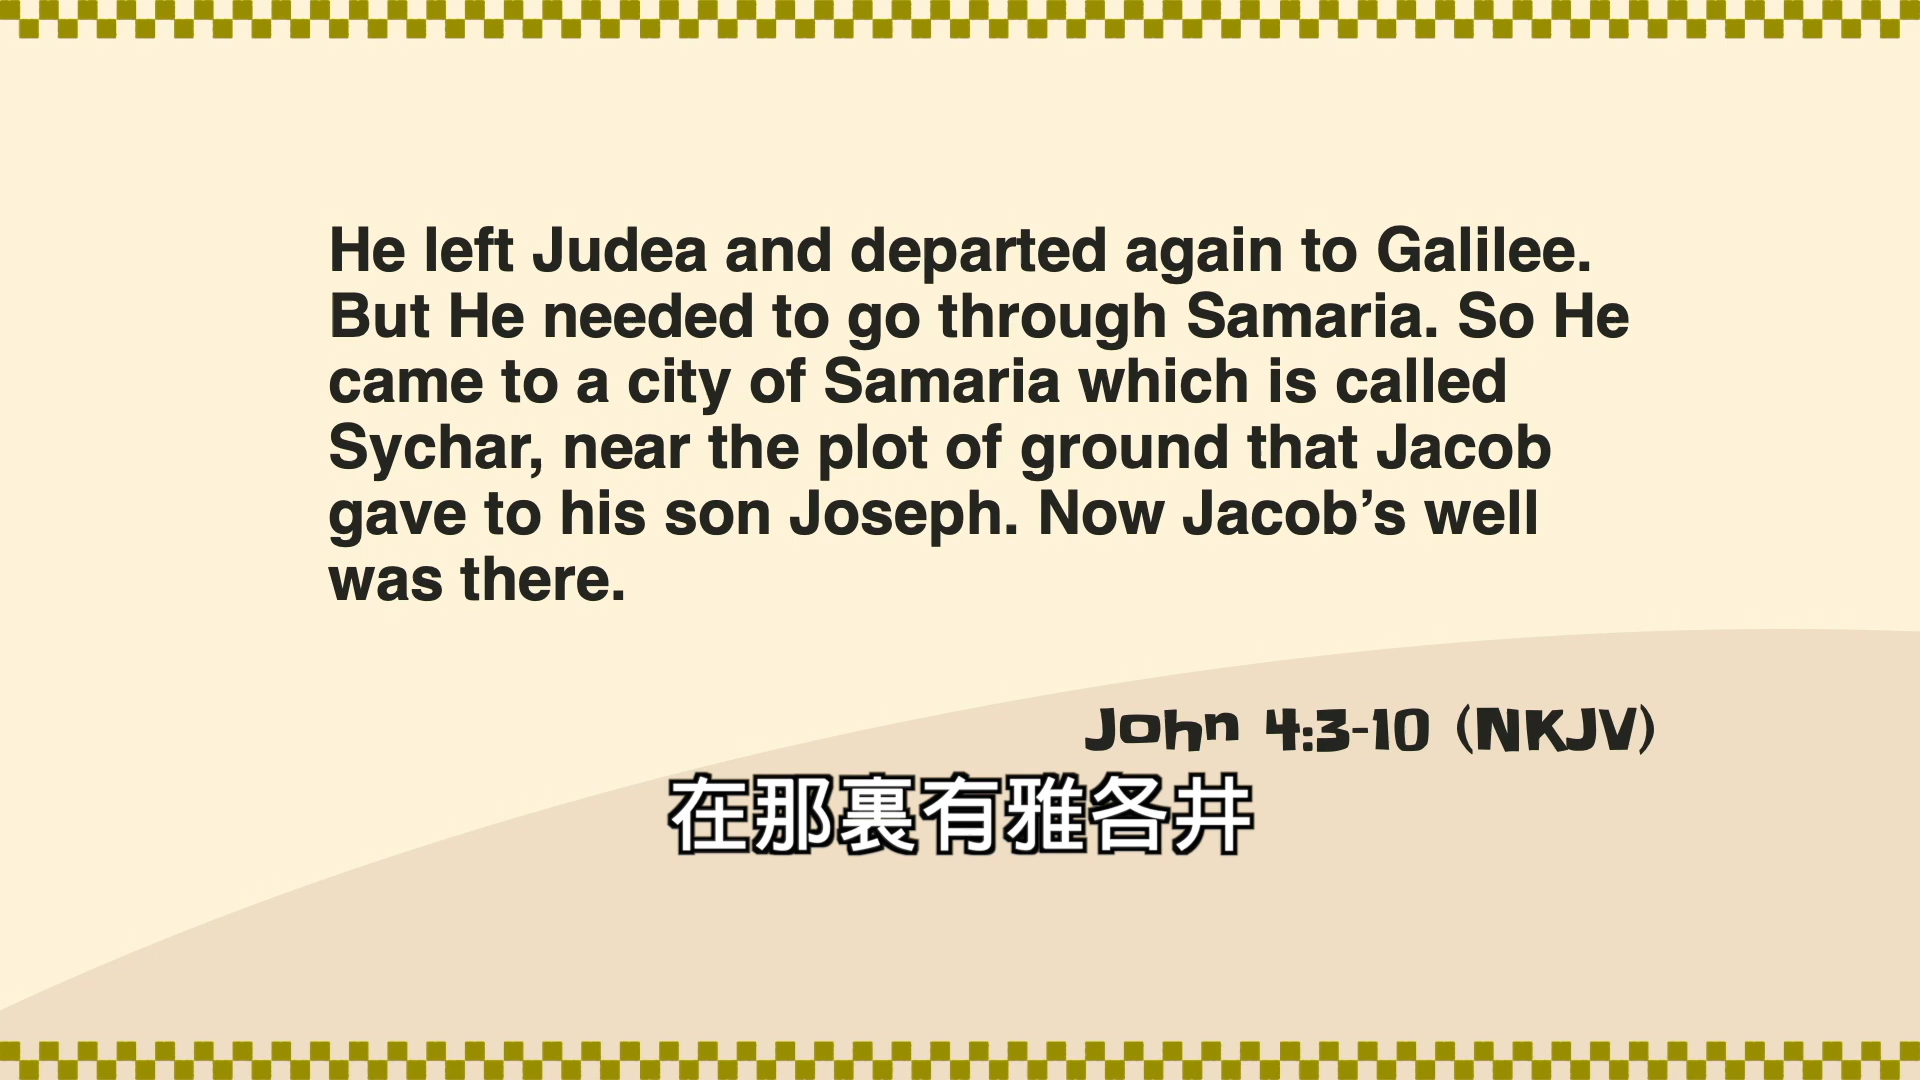 He left Judea and departed again to Galilee.
But He needed to go through Samaria. So He
came to a city of Samaria which is called
Sychar, near the plot of ground that Jacob
gave to his son Joseph. Now Jacob’s well
was there.
John 4:3-10 (NKJV)
在那裏有雅各井